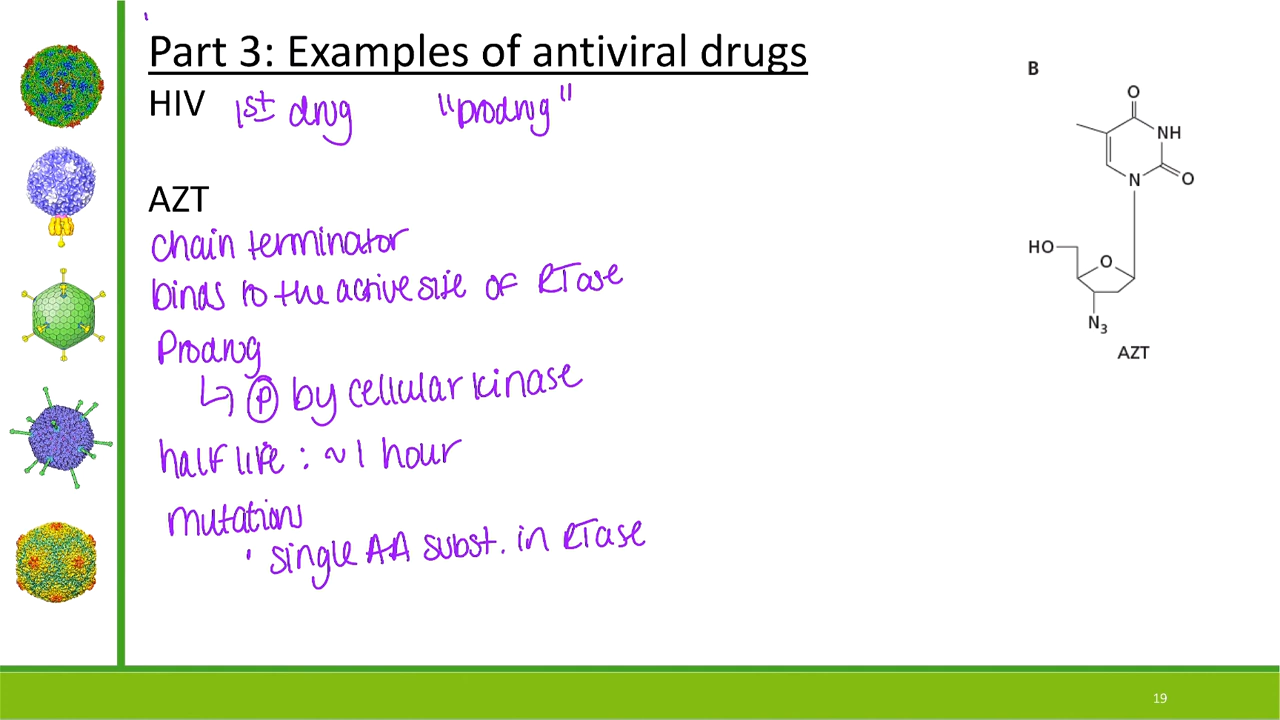 Part 3: Examples of antiviral drugs
HIV 1st drug "prodrug"
AZT
chain terminator
binds to the active site of RTase
Prodrug
↳ Ⓟ by cellular kinase
half life : ~ 1 hour
mutations
• single AA subst. in RTase
B
O
NH
N
O
HO
O
N3
AZT
19